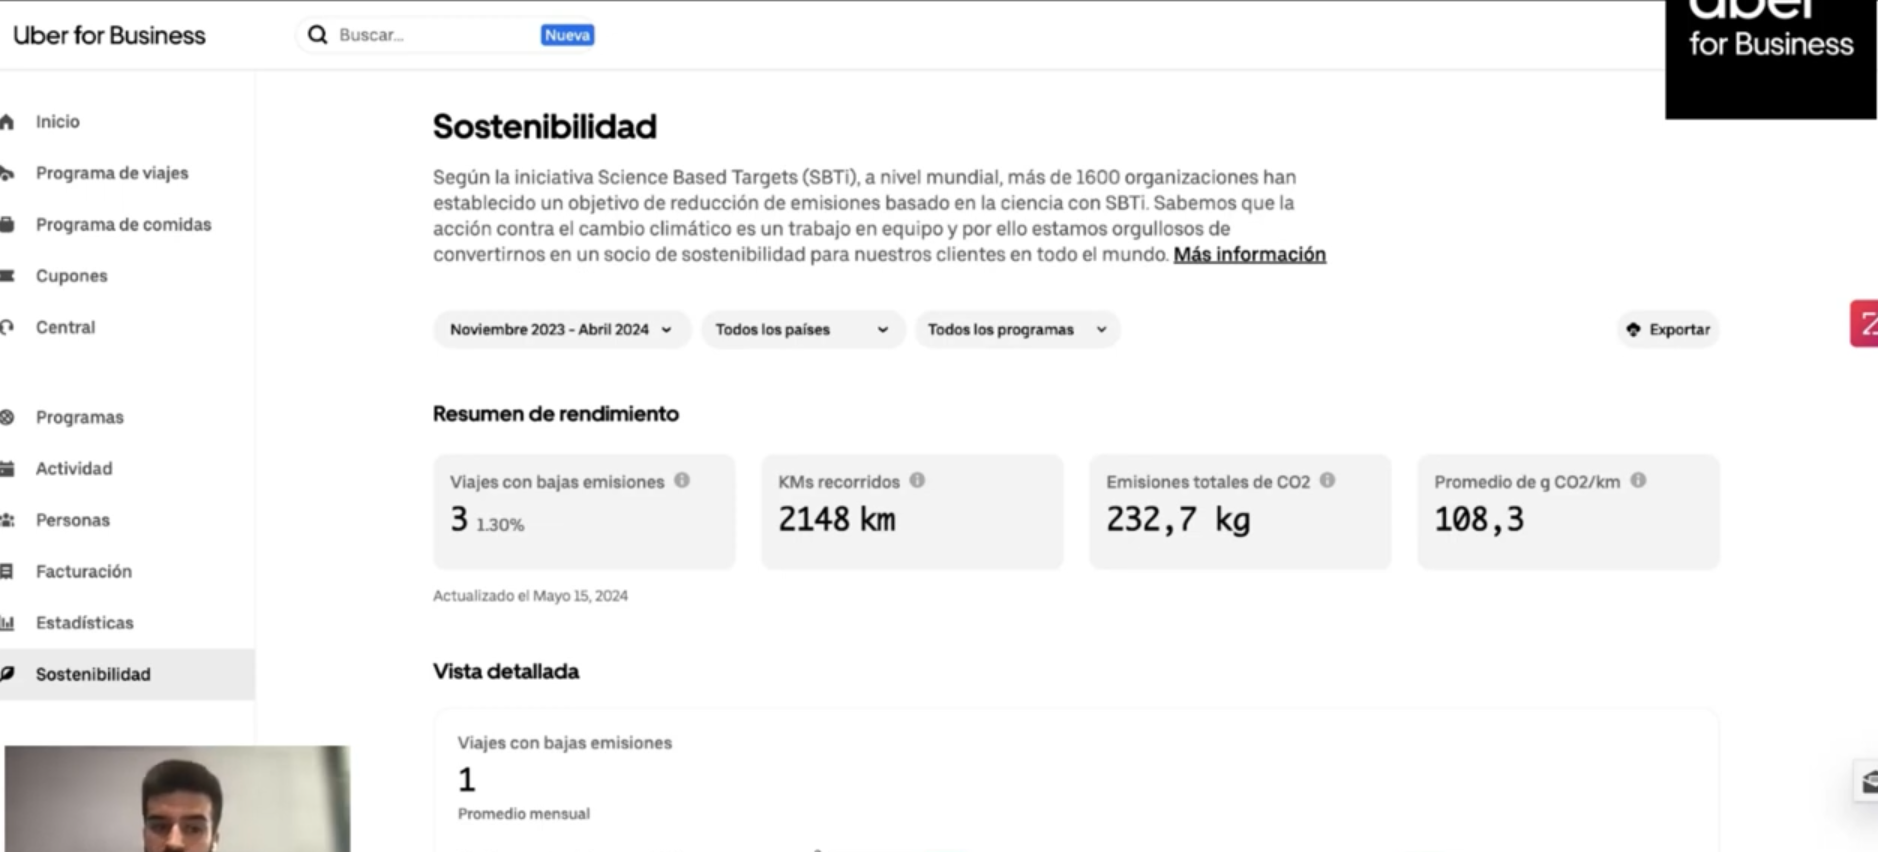 Uber for Business
Buscar...
Nueva
for Business
Inicio
Programa de viajes
Programa de comidas
Cupones
Central
Programas
Actividad
Personas
Facturación
Estadísticas
Sostenibilidad
Sostenibilidad
Según la iniciativa Science Based Targets (SBTi), a nivel mundial, más de 1600 organizaciones han
establecido un objetivo de reducción de emisiones basado en la ciencia con SBTi. Sabemos que la
acción contra el cambio climático es un trabajo en equipo y por ello estamos orgullosos de
convertirnos en un socio de sostenibilidad para nuestros clientes en todo el mundo. Más información
Noviembre 2023 - Abril 2024
Todos los países
Todos los programas
Exportar
Resumen de rendimiento
Viajes con bajas emisiones
3 1.30%
KMs recorridos
2148 km
Emisiones totales de CO2
232,7 kg
Promedio de g CO2/km
108,3
Actualizado el Mayo 15, 2024
Vista detallada
Viajes con bajas emisiones
1
Promedio mensual